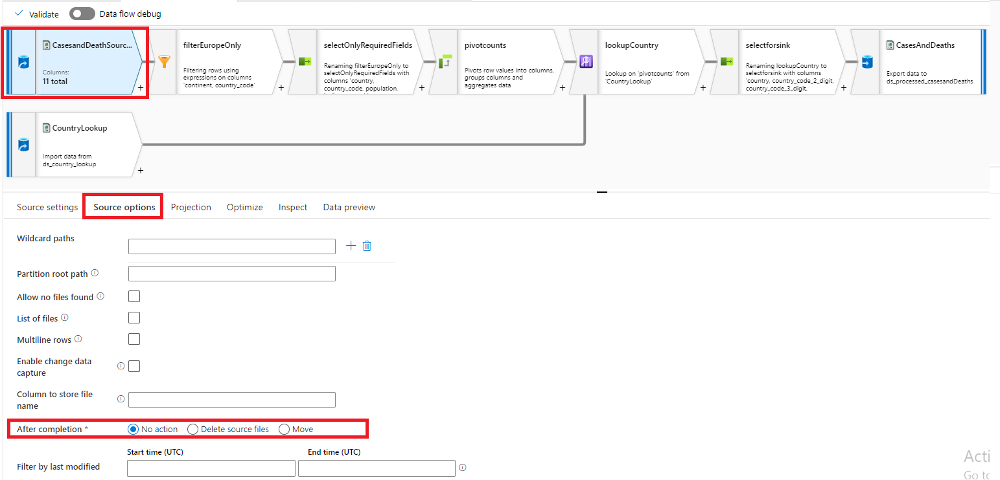 Validate
Data flow debug
CasesandDeathSourc...
Columns:
11 total
+
filterEuropeOnly
Filtering rows using
expressions on columns
'continent, country_code'
+
selectOnlyRequiredFields
Renaming filterEuropeOnly to
selectOnlyRequiredFields with
columns 'country,
country_code, population,
+
pivotcounts
Pivots row values into columns,
groups columns and
aggregates data
+
lookupCountry
Lookup on 'pivotcounts' from
'CountryLookup'
+
selectforsink
Renaming lookupCountry to
selectforsink with columns
'country, country_code_2_digit,
country_code_3_digit,
+
CasesAndDeaths
Export data to
ds_processed_casesandDeaths
CountryLookup
Import data from
ds_country_lookup
+
Source settings
Source options
Projection
Optimize
Inspect
Data preview
Wildcard paths
Partition root path
Allow no files found
List of files
Multiline rows
Enable change data
capture
Column to store file
name
After completion * No action Delete source files Move
Start time (UTC) End time (UTC)
Filter by last modified
Acti
Go to